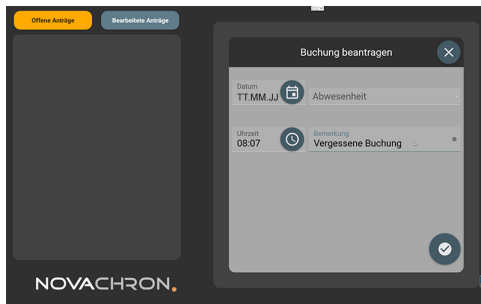 Offene Anträge
Bearbeitete Anträge
Buchung beantragen
Datum
TT.MM.JJ
Abwesenheit
Uhrzeit
08:07
Bemerkung
Vergessene Buchung
NOVACHRON.